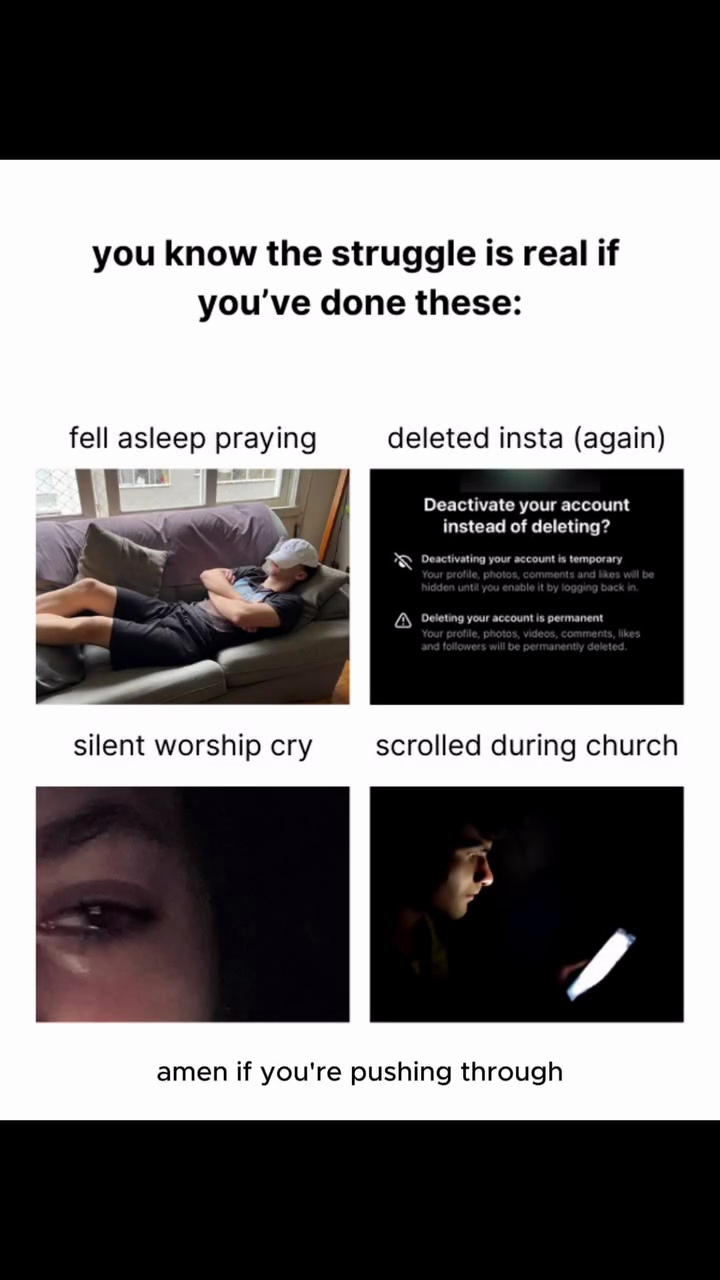 you know the struggle is real if
you’ve done these:
fell asleep praying
deleted insta (again)
Deactivate your account
instead of deleting?
Deactivating your account is temporary
Your profile, photos, comments and likes will be
hidden until you enable it by logging back in.
Deleting your account is permanent
Your profile, photos, videos, comments, likes
and followers will be permanently deleted.
silent worship cry
scrolled during church
amen if you're pushing through